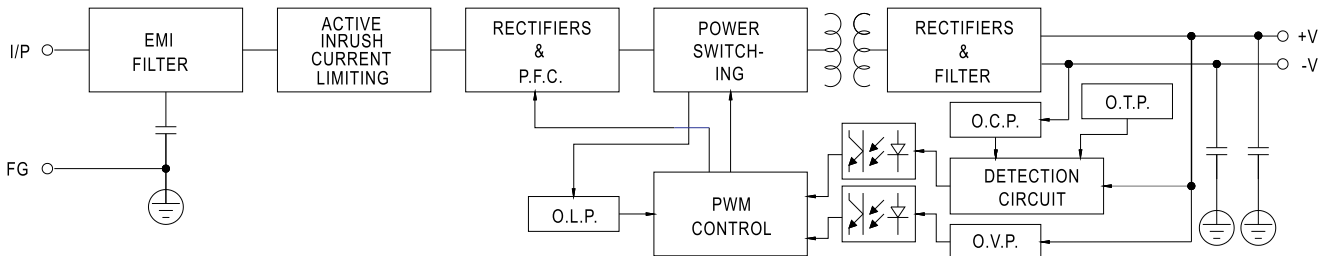 I/P
EMI
FILTER
ACTIVE
INRUSH
CURRENT
LIMITING
RECTIFIERS
&
P.F.C.
POWER
SWITCH-
ING
RECTIFIERS
&
FILTER
+V
-V
O.C.P.
O.T.P.
FG
DETECTION
CIRCUIT
O.L.P.
PWM
CONTROL
O.V.P.